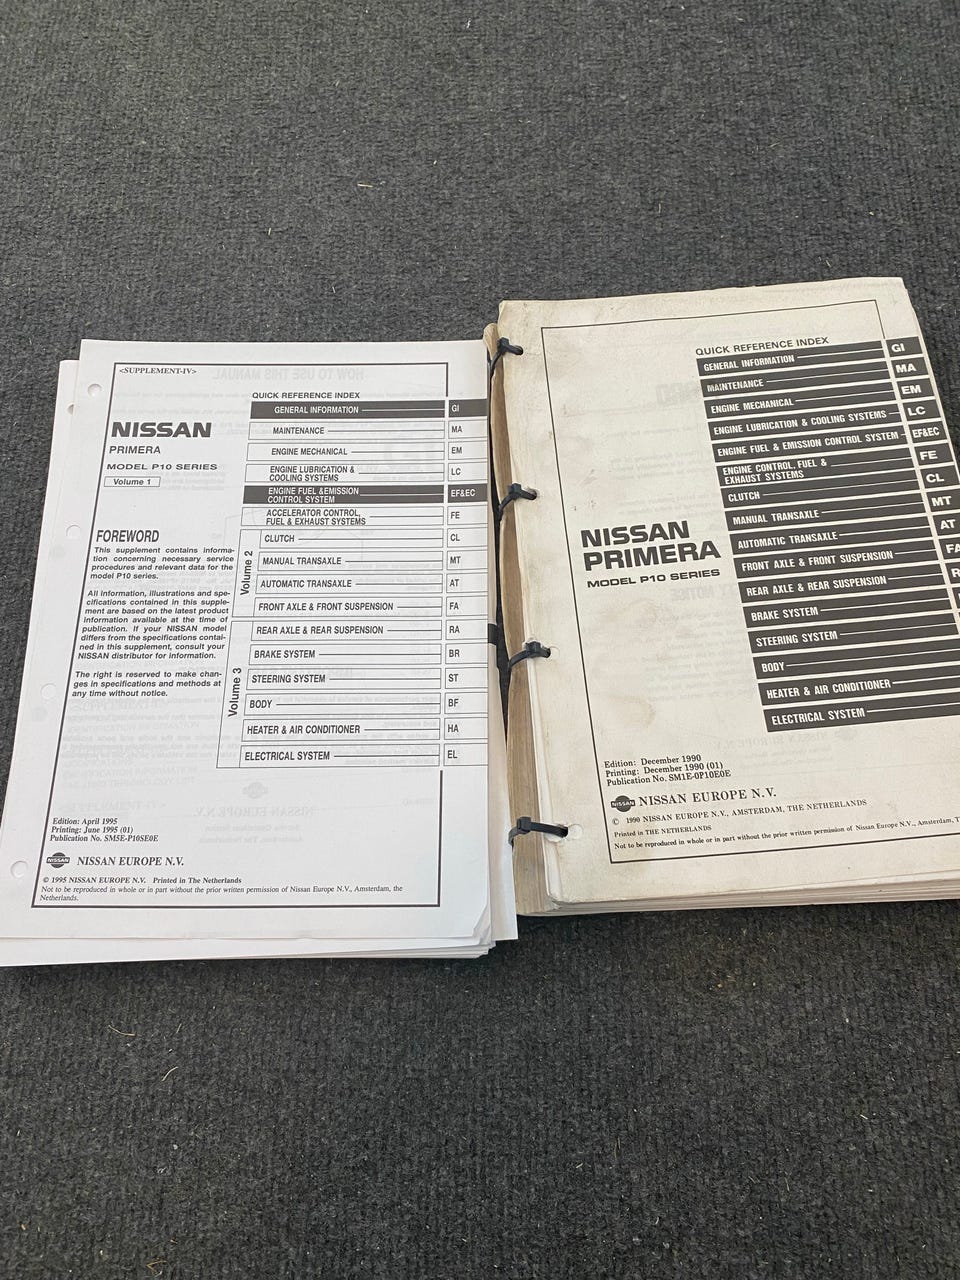 <SUPPLEMENT-IV>
QUICK REFERENCE INDEX
GENERAL INFORMATION GI
MAINTENANCE MA
ENGINE MECHANICAL EM
ENGINE LUBRICATION &
COOLING SYSTEMS LC
ENGINE FUEL &EMISSION
CONTROL SYSTEM EF&EC
ACCELERATOR CONTROL,
FUEL & EXHAUST SYSTEMS FE
CLUTCH CL
MANUAL TRANSAXLE MT
AUTOMATIC TRANSAXLE AT
FRONT AXLE & FRONT SUSPENSION FA
REAR AXLE & REAR SUSPENSION RA
BRAKE SYSTEM BR
STEERING SYSTEM ST
BODY BF
HEATER & AIR CONDITIONER HA
ELECTRICAL SYSTEM EL
Volume 2
Volume 3
NISSAN
PRIMERA
MODEL P10 SERIES
Volume 1
FOREWORD
This supplement contains informa-
tion concerning necessary service
procedures and relevant data for the
model P10 series.
All information, illustrations and spe-
cifications contained in this supple-
ment are based on the latest product
information available at the time of
publication. If your NISSAN model
differs from the specifications contai-
ned in this supplement, consult your
NISSAN distributor for information.
The right is reserved to make chan-
ges in specifications and methods at
any time without notice.
Edition: April 1995
Printing: June 1995 (01)
Publication No. SM5E-P10SE0E
NISSAN
NISSAN EUROPE N.V.
© 1995 NISSAN EUROPE N.V. Printed in The Netherlands
Not to be reproduced in whole or in part without the prior written permission of Nissan Europe N.V., Amsterdam, the
Netherlands.
QUICK REFERENCE INDEX
GENERAL INFORMATION GI
MAINTENANCE MA
ENGINE MECHANICAL EM
ENGINE LUBRICATION & COOLING SYSTEMS LC
ENGINE FUEL & EMISSION CONTROL SYSTEM EF&EC
ENGINE CONTROL, FUEL &
EXHAUST SYSTEMS FE
CLUTCH CL
MANUAL TRANSAXLE MT
AUTOMATIC TRANSAXLE AT
FRONT AXLE & FRONT SUSPENSION FA
REAR AXLE & REAR SUSPENSION
BRAKE SYSTEM
STEERING SYSTEM
BODY
HEATER & AIR CONDITIONER
ELECTRICAL SYSTEM
NISSAN
PRIMERA
MODEL P10 SERIES
Edition: December 1990
Printing: December 1990 (01)
Publication No. SM1E-0P10E0E
NISSAN
NISSAN EUROPE N.V.
© 1990 NISSAN EUROPE N.V., AMSTERDAM, THE NETHERLANDS
Printed in THE NETHERLANDS
Not to be reproduced in whole or in part without the prior written permission of Nissan Europe N.V., Amsterdam,